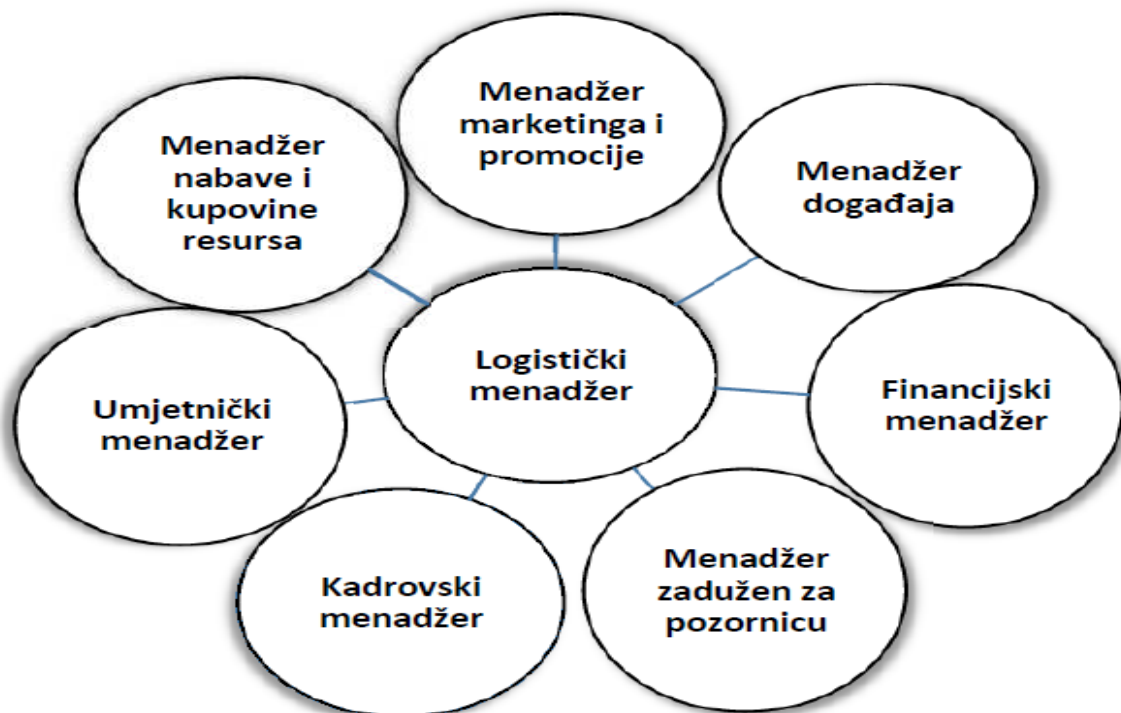 Menadžer
marketinga i
promocije
Menadžer
nabave i
kupovine
resursa
Menadžer
događaja
Logistički
menadžer
Umjetnički
menadžer
Financijski
menadžer
Kadrovski
menadžer
Menadžer
zadužen za
pozornicu